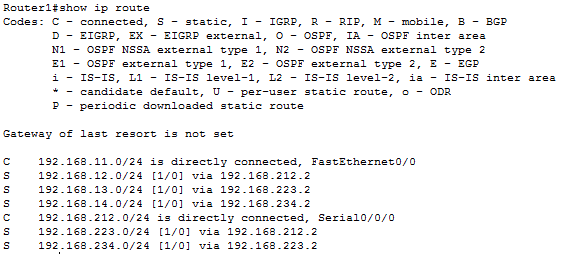 Router1#show ip route
Codes: C - connected, S - static, I - IGRP, R - RIP, M - mobile, B - BGP
D - EIGRP, EX - EIGRP external, O - OSPF, IA - OSPF inter area
N1 - OSPF NSSA external type 1, N2 - OSPF NSSA external type 2
E1 - OSPF external type 1, E2 - OSPF external type 2, E - EGP
i - IS-IS, L1 - IS-IS level-1, L2 - IS-IS level-2, ia - IS-IS inter area
* - candidate default, U - per-user static route, o - ODR
P - periodic downloaded static route
Gateway of last resort is not set
C 192.168.11.0/24 is directly connected, FastEthernet0/0
S 192.168.12.0/24 [1/0] via 192.168.212.2
S 192.168.13.0/24 [1/0] via 192.168.223.2
S 192.168.14.0/24 [1/0] via 192.168.234.2
C 192.168.212.0/24 is directly connected, Serial0/0/0
S 192.168.223.0/24 [1/0] via 192.168.212.2
S 192.168.234.0/24 [1/0] via 192.168.223.2